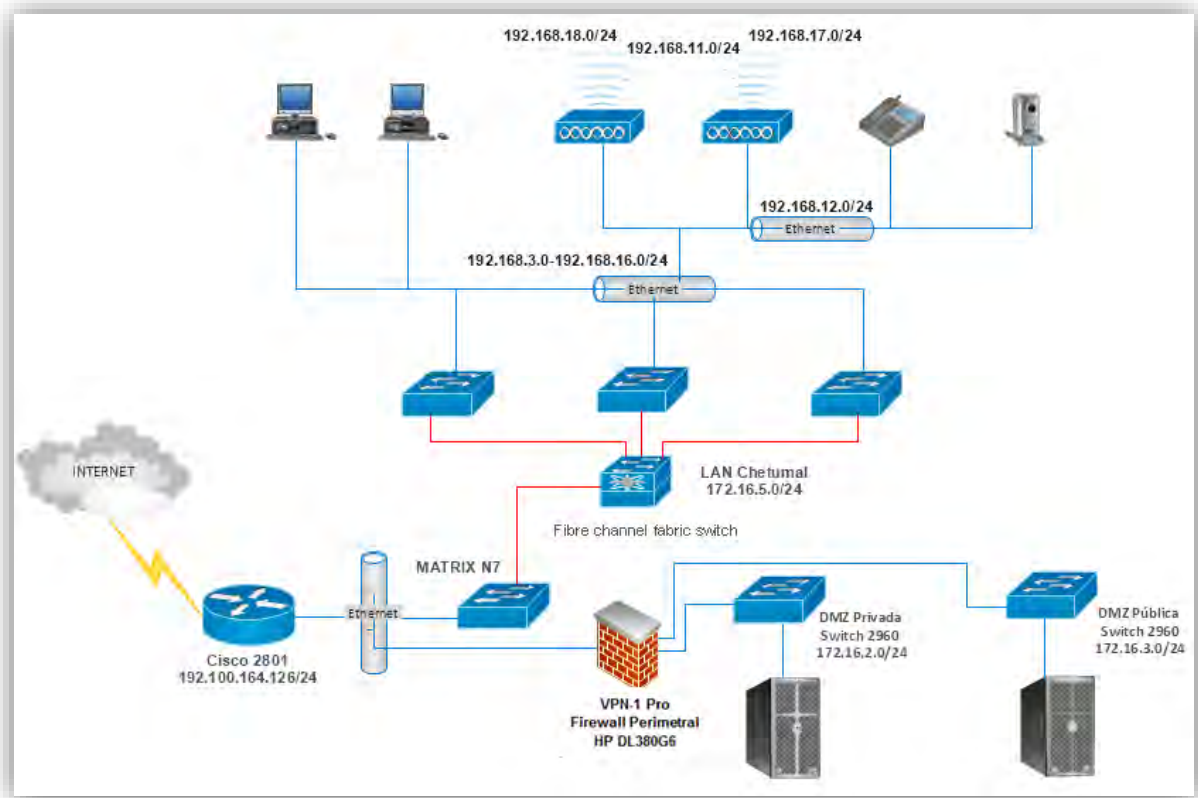 192.168.18.0/24
192.168.11.0/24
192.168.17.0/24
192.168.12.0/24
Ethernet
192.168.3.0-192.168.16.0/24
Ethernet
INTERNET
LAN Chetumal
172.16.5.0/24
Fibre channel fabric switch
MATRIX N7
Ethernet
Cisco 2801
192.100.164.126/24
VPN-1 Pro
Firewall Perimetral
HP DL380G6
DMZ Privada
Switch 2960
172.16.2.0/24
DMZ Pública
Switch 2960
172.16.3.0/24